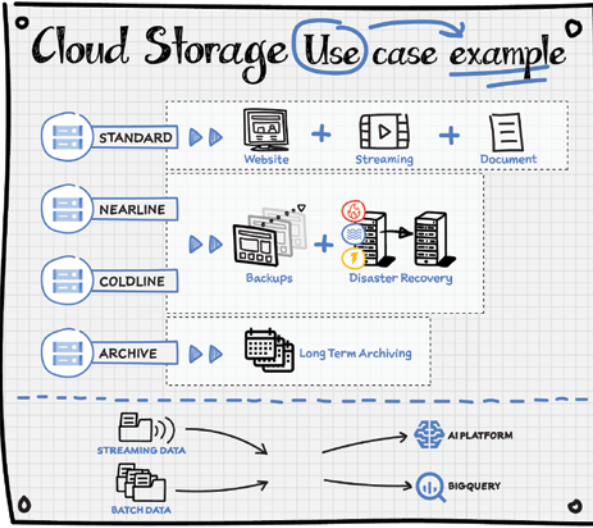 Cloud Storage Use case example
STANDARD
Website
Streaming
Document
NEARLINE
COLDLINE
Backups
Disaster Recovery
ARCHIVE
Long Term Archiving
STREAMING DATA
BATCH DATA
AI PLATFORM
BIGQUERY